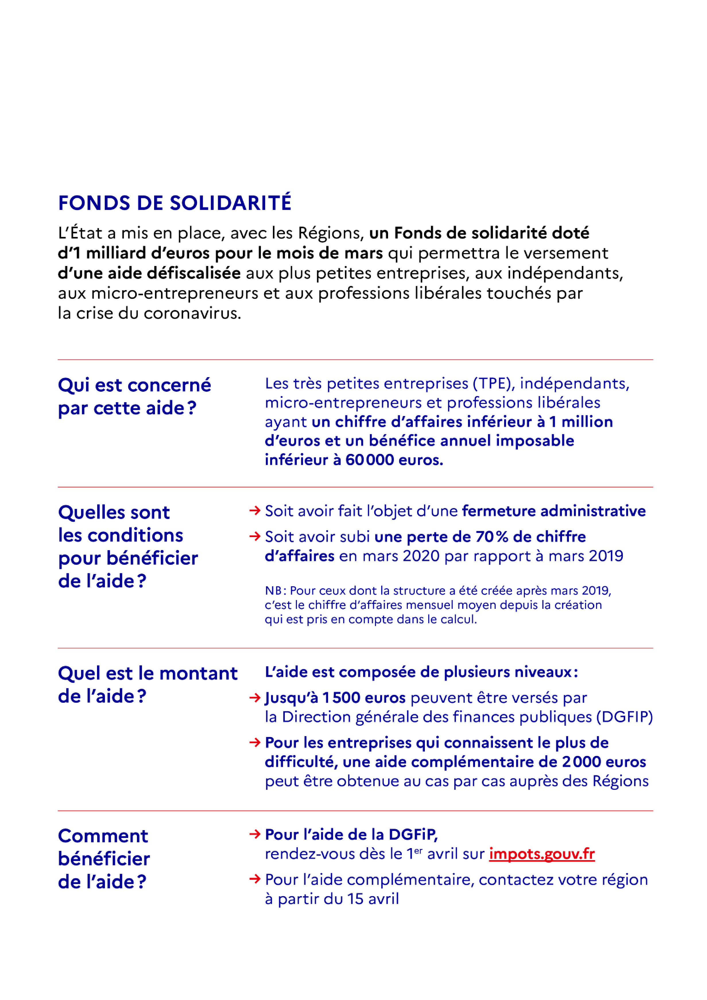 FONDS DE SOLIDARITÉ
L’État a mis en place, avec les Régions, un Fonds de solidarité doté
d’1 milliard d’euros pour le mois de mars qui permettra le versement
d’une aide défiscalisée aux plus petites entreprises, aux indépendants,
aux micro-entrepreneurs et aux professions libérales touchés par
la crise du coronavirus.
Qui est concerné
par cette aide ?
Les très petites entreprises (TPE), indépendants,
micro-entrepreneurs et professions libérales
ayant un chiffre d’affaires inférieur à 1 million
d’euros et un bénéfice annuel imposable
inférieur à 60 000 euros.
Quelles sont
les conditions
pour bénéficier
de l’aide ?
→ Soit avoir fait l’objet d’une fermeture administrative
→ Soit avoir subi une perte de 70 % de chiffre
d’affaires en mars 2020 par rapport à mars 2019
NB : Pour ceux dont la structure a été créée après mars 2019,
c’est le chiffre d’affaires mensuel moyen depuis la création
qui est pris en compte dans le calcul.
Quel est le montant
de l’aide ?
L’aide est composée de plusieurs niveaux :
→ Jusqu’à 1 500 euros peuvent être versés par
la Direction générale des finances publiques (DGFIP)
→ Pour les entreprises qui connaissent le plus de
difficulté, une aide complémentaire de 2 000 euros
peut être obtenue au cas par cas auprès des Régions
Comment
bénéficier
de l’aide ?
→ Pour l’aide de la DGFiP,
rendez-vous dès le 1er avril sur impots.gouv.fr
→ Pour l’aide complémentaire, contactez votre région
à partir du 15 avril